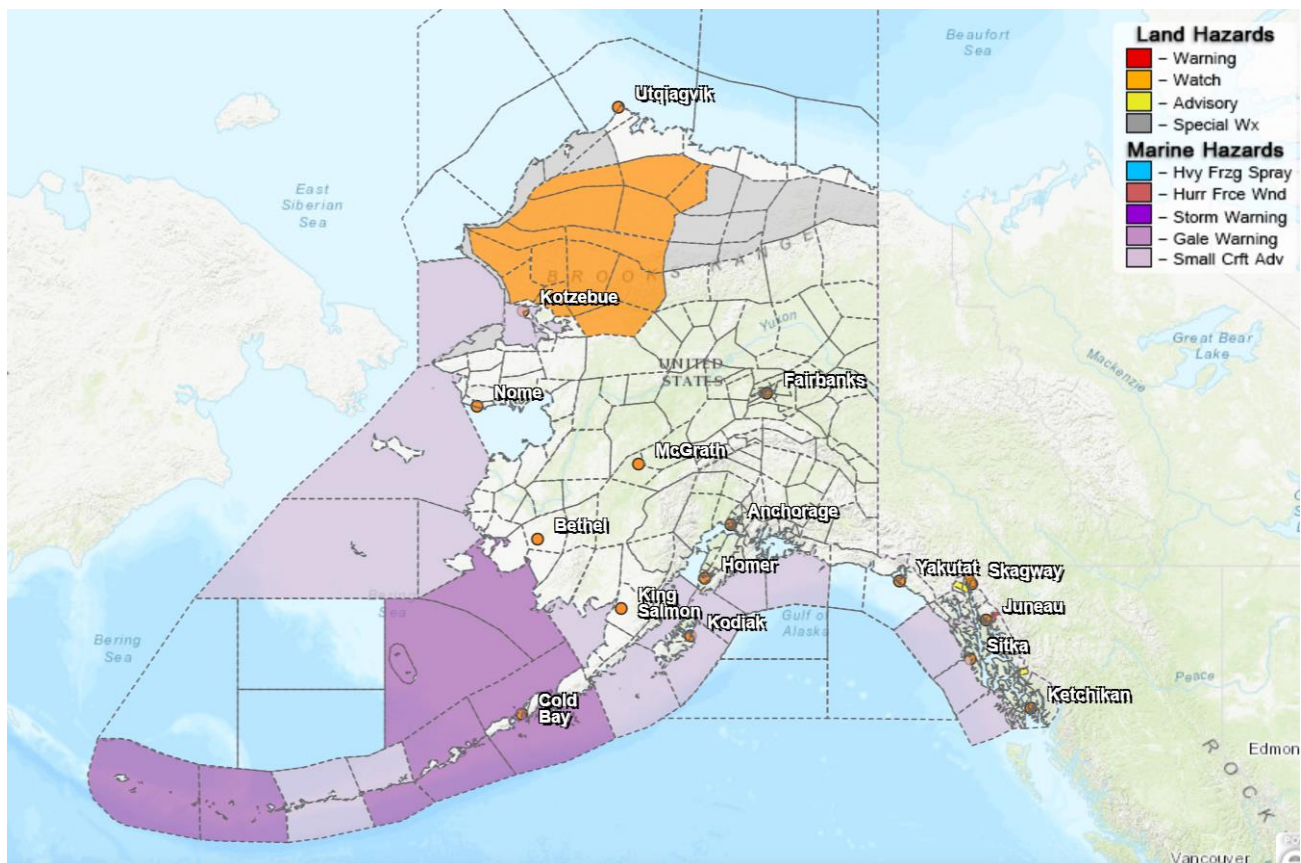 Beaufort
Sea
Land Hazards
– Warning
– Watch
– Advisory
– Special Wx
Marine Hazards
– Hvy Frzg Spray
– Hurr Frce Wnd
– Storm Warning
– Gale Warning
– Small Crft Adv
Utqiagvik
East
Siberian
Sea
BROOKS RANGE
Kotzebue
Yukon
UNITED
STATES
Great Bear
Lake
Mackenzie
Nome
Fairbanks
McGrath
Anchorage
Bethel
Homer
Yakutat
Skagway
King
Salmon
Juneau
Kodiak
Gulf of
Alaska
Bering
Sea
Sitka
Peace
Cold
Bay
Ketchikan
Edmon
ROCK
Vancouver